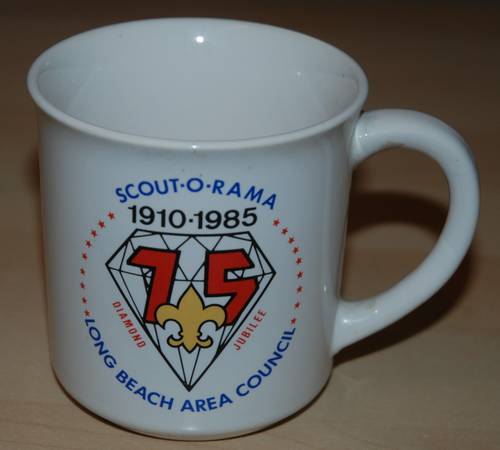 SCOUT-O-RAMA
1910-1985
75
DIAMOND JUBILEE
LONG BEACH AREA COUNCIL